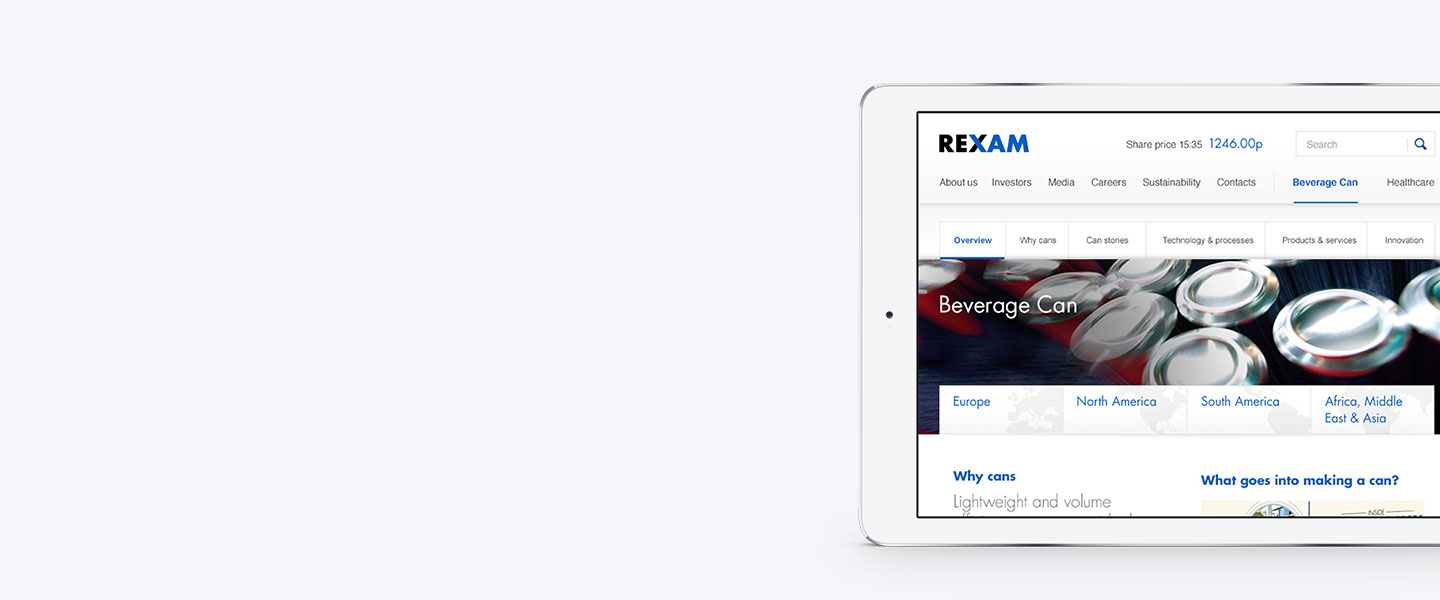 REXAM
Share price 15:35 1246.00p
Search
About us Investors Media Careers Sustainability Contacts Beverage Can Healthcare
Overview Why cans Can stories Technology & processes Products & services Innovation
Beverage Can
Europe
North America
South America
Africa, Middle
East & Asia
Why cans
Lightweight and volume
What goes into making a can?
INSIDE